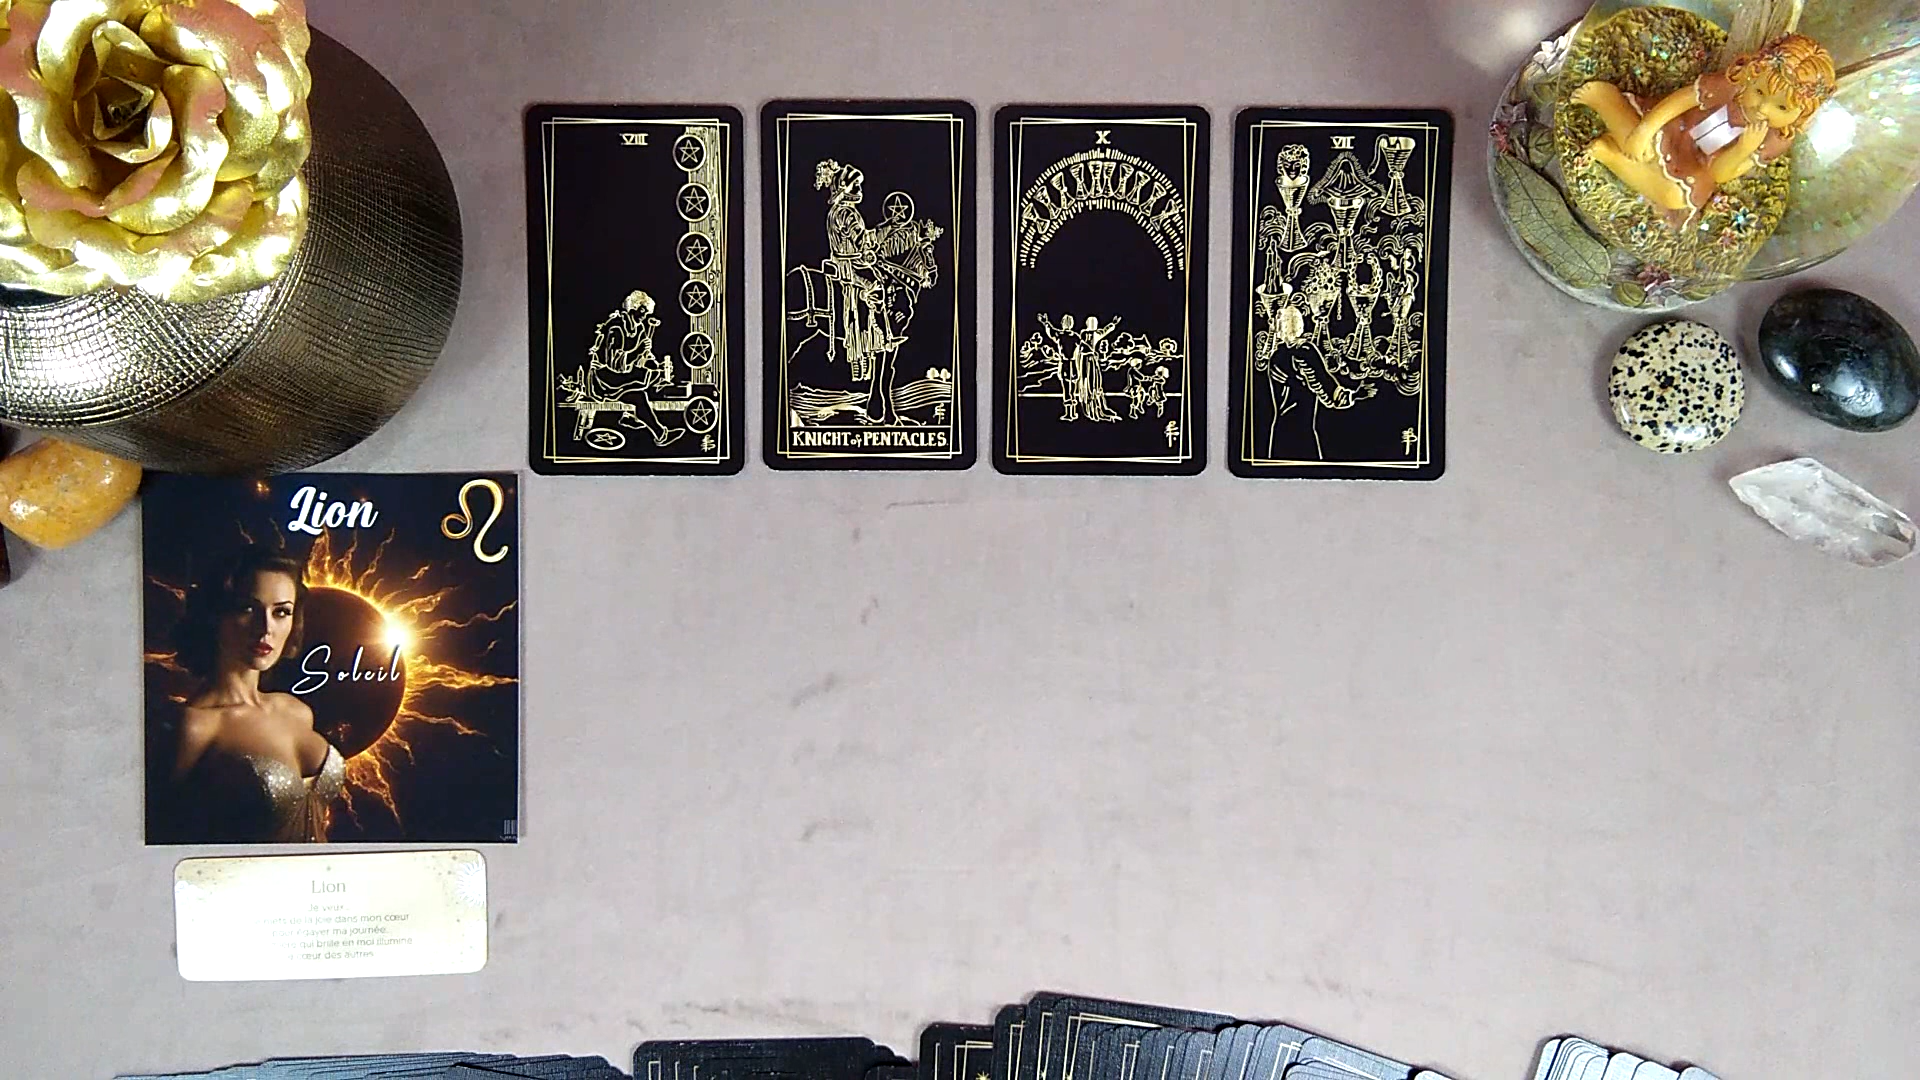 VIII
KNIGHT of PENTACLES
X
VII
Lion
Soleil
Lion
Je veux
de la joie dans mon cœur
ma journée.
qui brille en moi illumine
cœur des autres